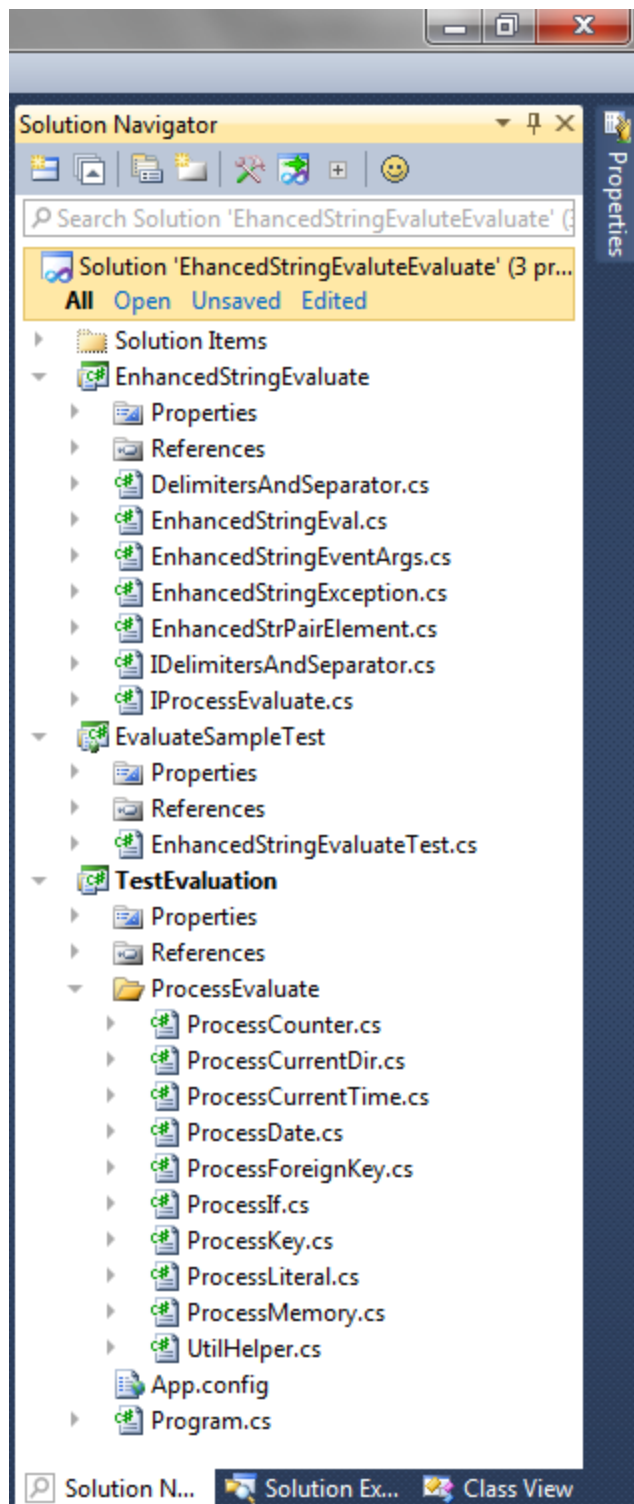 Solution Navigator
Search Solution 'EhancedStringEvaluteEvaluate' (
Solution 'EhancedStringEvaluteEvaluate' (3 pr...
All Open Unsaved Edited
Solution Items
EnhancedStringEvaluate
Properties
References
DelimitersAndSeparator.cs
EnhancedStringEval.cs
EnhancedStringEventArgs.cs
EnhancedStringException.cs
EnhancedStrPairElement.cs
IDelimitersAndSeparator.cs
IProcessEvaluate.cs
EvaluateSampleTest
Properties
References
EnhancedStringEvaluateTest.cs
TestEvaluation
Properties
References
ProcessEvaluate
ProcessCounter.cs
ProcessCurrentDir.cs
ProcessCurrentTime.cs
ProcessDate.cs
ProcessForeignKey.cs
ProcessIf.cs
ProcessKey.cs
ProcessLiteral.cs
ProcessMemory.cs
UtilHelper.cs
App.config
Program.cs
Solution N... Solution Ex... Class View
Properties